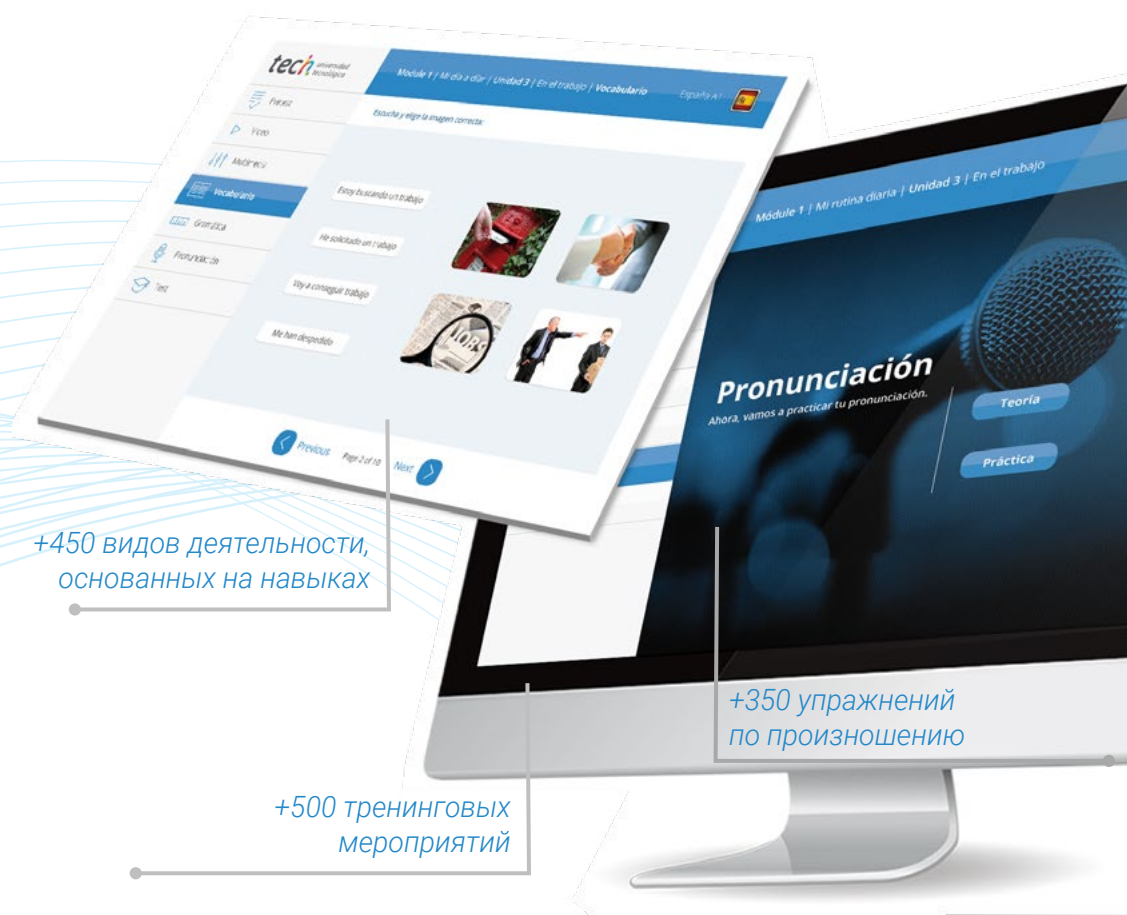 tech universidad
tecnológica
Module 1 | Mi día a día | Unidad 3 | En el trabajo | Vocabulario España A1
Escucha y elige la imagen correcta:
Video
Multimedia
Vocabulario
Gramática
Pronunciación
Test
Estoy buscando un trabajo
He solicitado un trabajo
Voy a conseguir trabajo
Me han despedido
JOBS
Previous Page 2 of 10 Next
Módule 1 | Mi rutina diaria | Unidad 3 | En el trabajo
Pronunciación
Ahora, vamos a practicar tu pronunciación.
Teoría
Práctica
+450 видов деятельности,
основанных на навыках
+350 упражнений
по произношению
+500 тренинговых
мероприятий